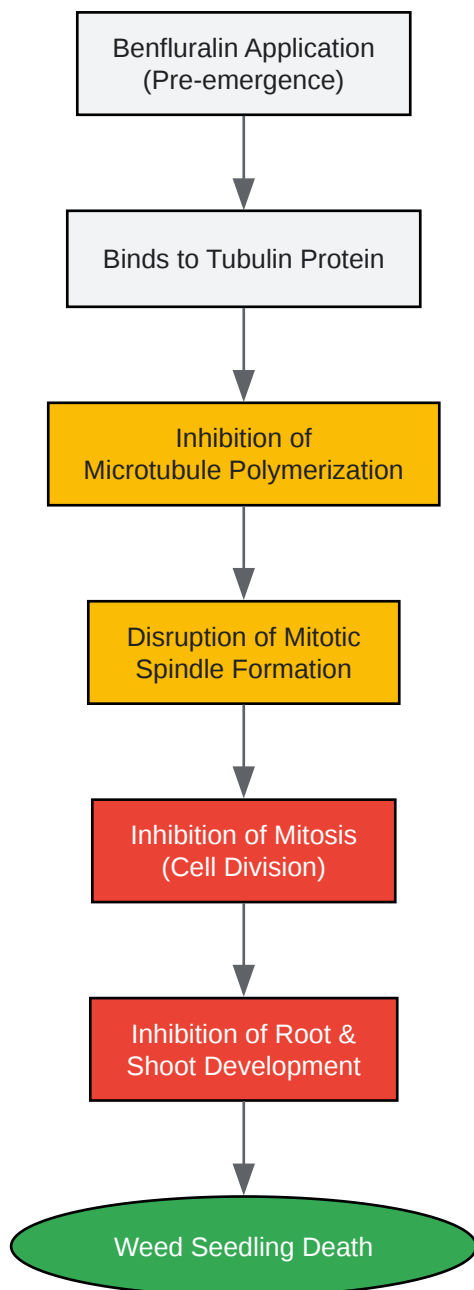 Benfluralin Application
(Pre-emergence)
Binds to Tubulin Protein
Inhibition of
Microtubule Polymerization
Disruption of Mitotic
Spindle Formation
Inhibition of Mitosis
(Cell Division)
Inhibition of Root &
Shoot Development
Weed Seedling Death